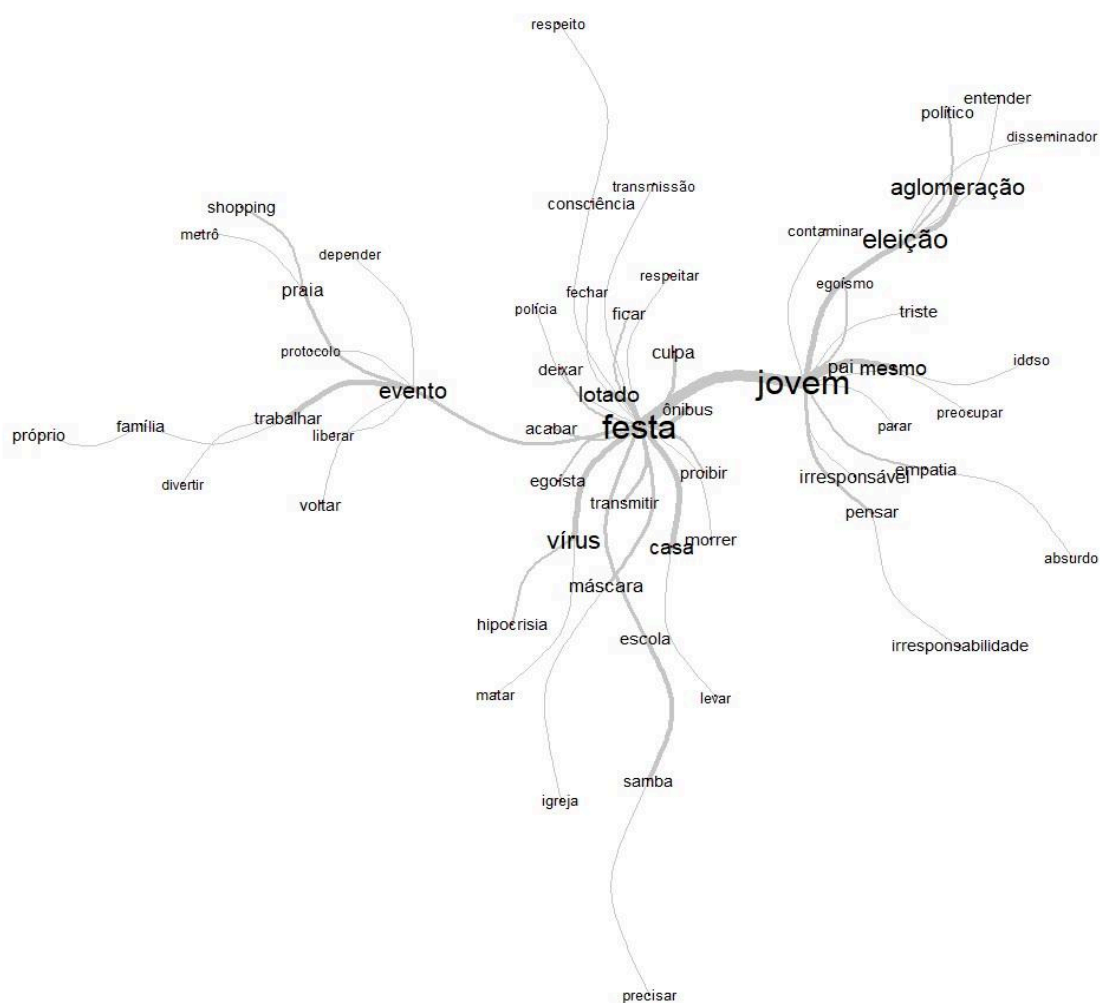 respeito
entender
político
disseminador
transmissão
aglomeração
consciência
shopping
contaminar
metrô
eleição
depender
respeitar
egoísmo
praia
fechar
polícia
ficar
triste
protocolo
culpa
idoso
deixar
pai
mesmo
jovem
evento
lotado
ônibus
preocupar
trabalhar
família
parar
próprio
liberar
acabar
festa
divertir
egoísta
proibir
empatia
irresponsável
voltar
transmitir
pensar
vírus
casa
morrer
absurdo
máscara
hipocrisia
escola
irresponsabilidade
matar
levar
samba
igreja
precisar